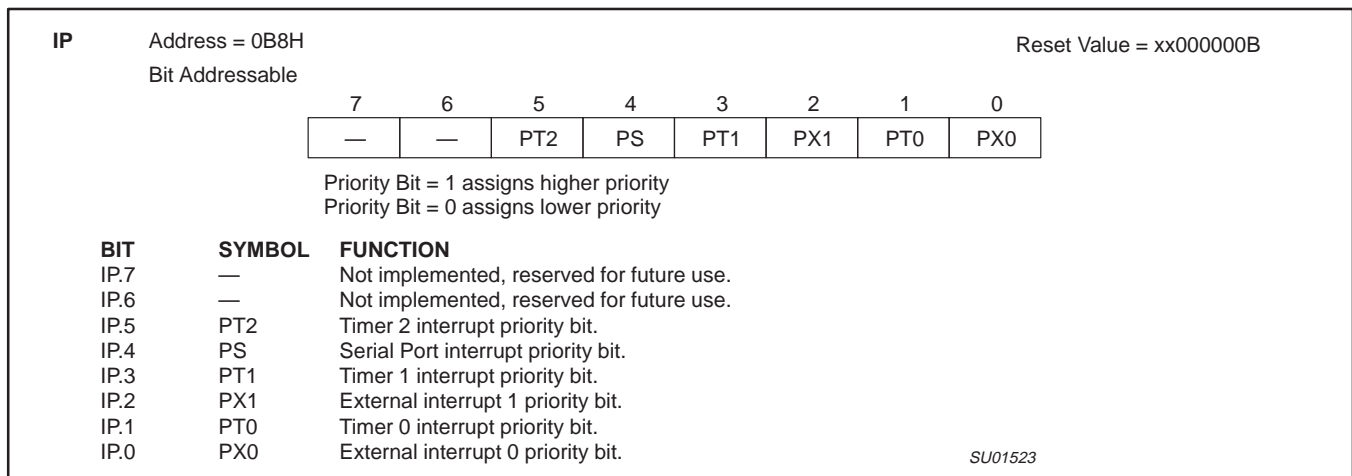 IP Address = 0B8H Reset Value = xx000000B
Bit Addressable
7 6 5 4 3 2 1 0
— — PT2 PS PT1 PX1 PT0 PX0
Priority Bit = 1 assigns higher priority
Priority Bit = 0 assigns lower priority
BIT SYMBOL FUNCTION
IP.7 — Not implemented, reserved for future use.
IP.6 — Not implemented, reserved for future use.
IP.5 PT2 Timer 2 interrupt priority bit.
IP.4 PS Serial Port interrupt priority bit.
IP.3 PT1 Timer 1 interrupt priority bit.
IP.2 PX1 External interrupt 1 priority bit.
IP.1 PT0 Timer 0 interrupt priority bit.
IP.0 PX0 External interrupt 0 priority bit.
SU01523